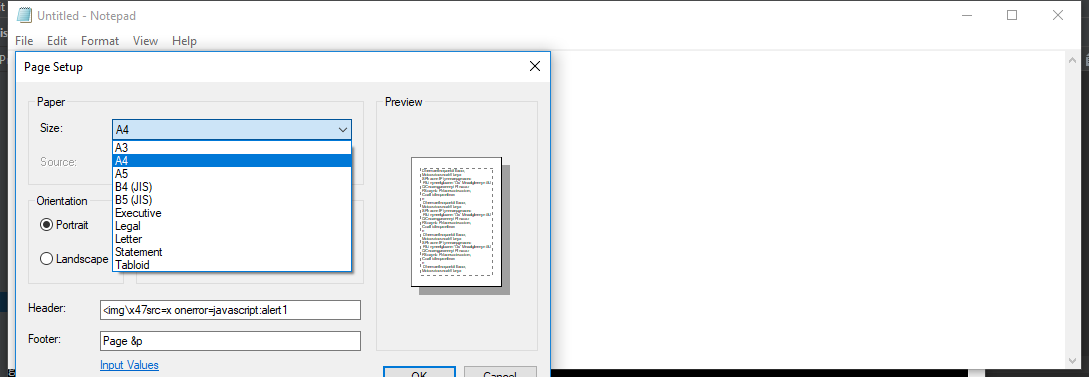 Untitled - Notepad
File Edit Format View Help
Page Setup
Paper
Preview
Size:
A4
Source:
A3
A4
A5
B4 (JIS)
B5 (JIS)
Executive
Legal
Letter
Statement
Tabloid
Orientation
Portrait
Landscape
Header:
<img\x47src=x onerror=javascript:alert1
Footer:
Page &p
Input Values
OK
Cancel